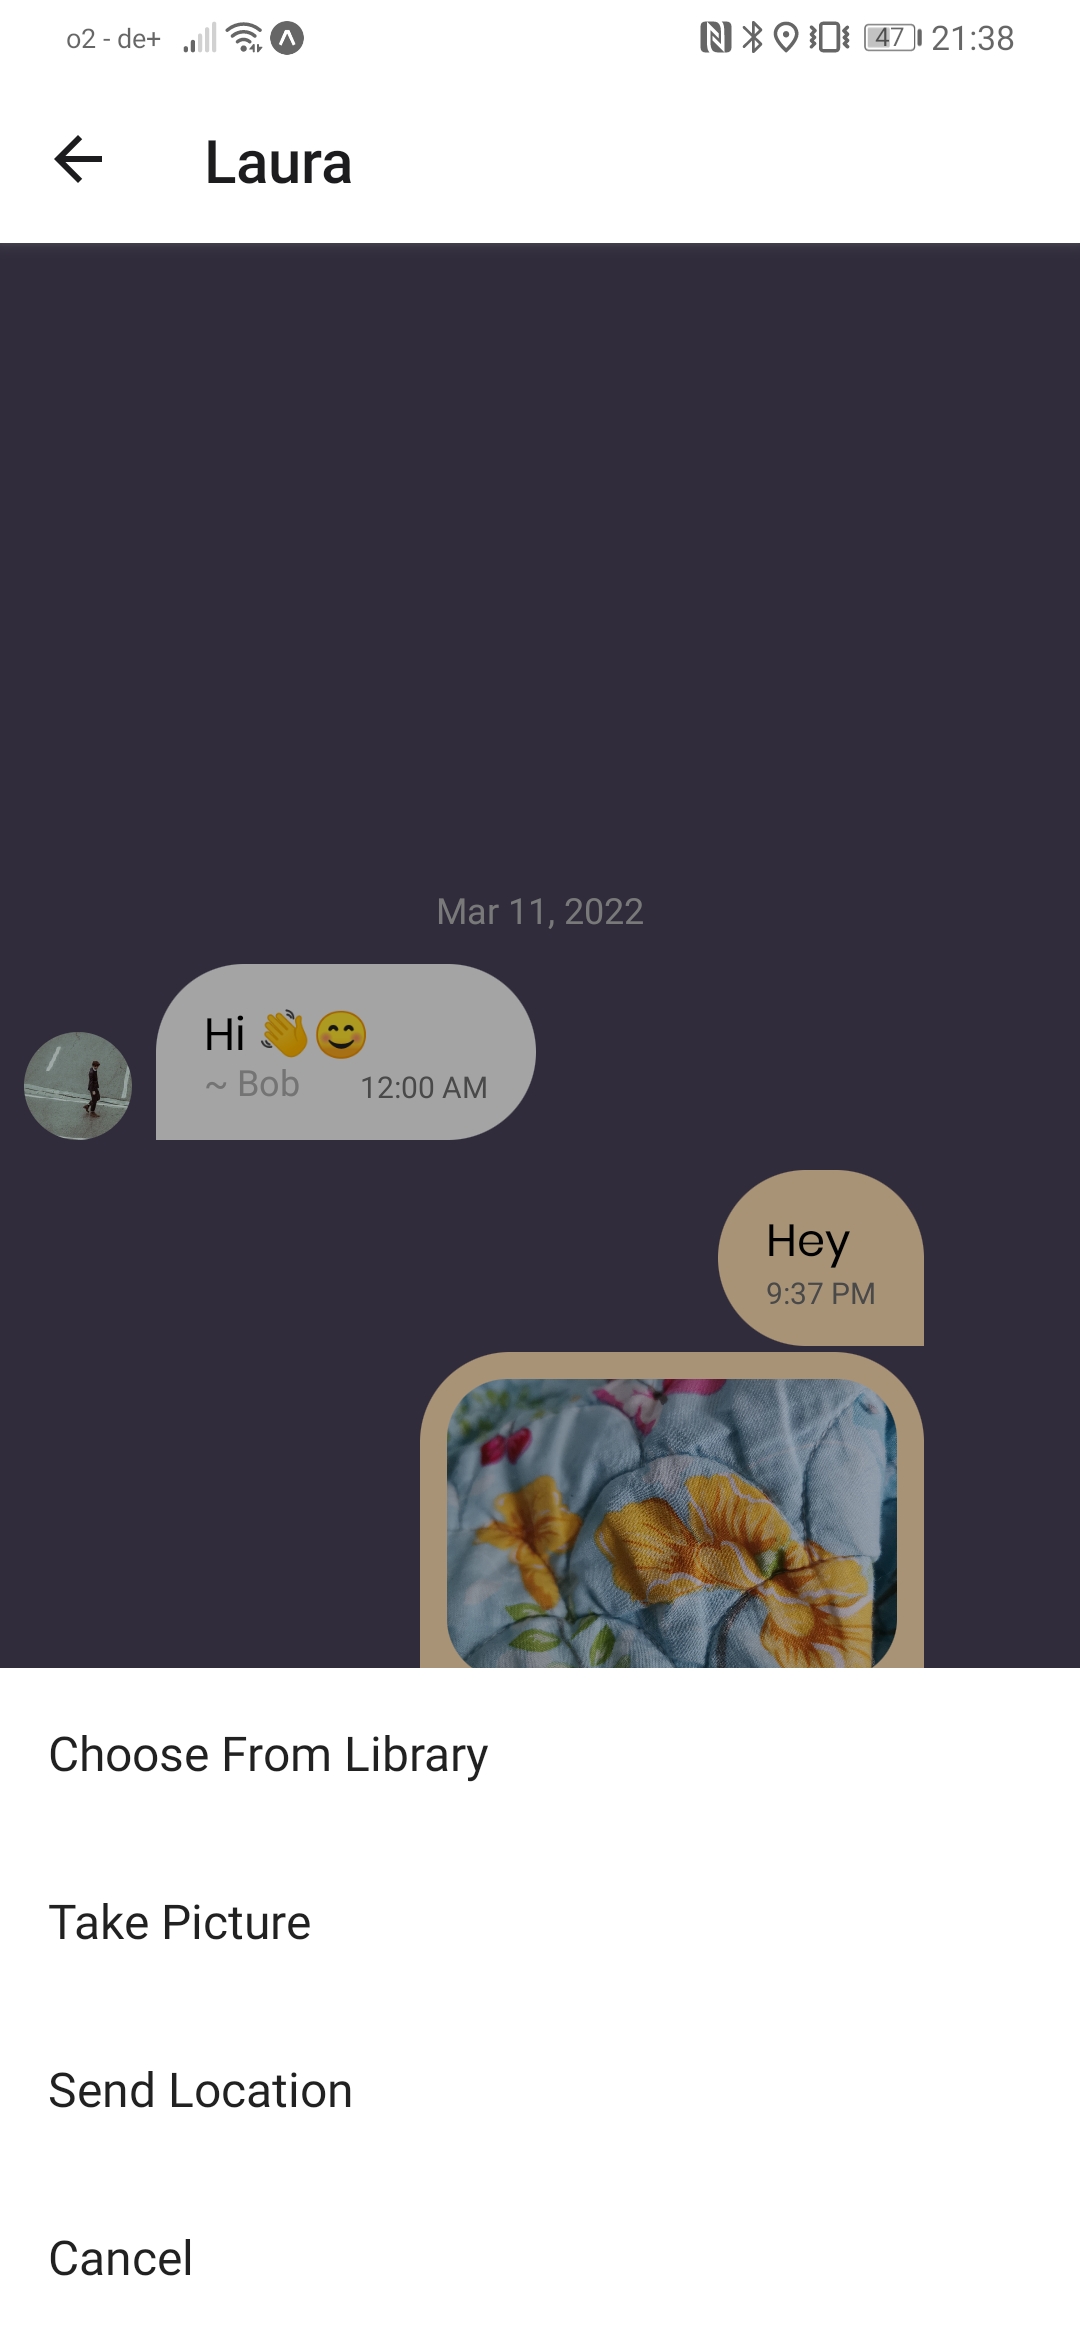 o2 - de+ 47 21:38
Laura
Mar 11, 2022
Hi 👋😊
~ Bob 12:00 AM
Hey
9:37 PM
Choose From Library
Take Picture
Send Location
Cancel